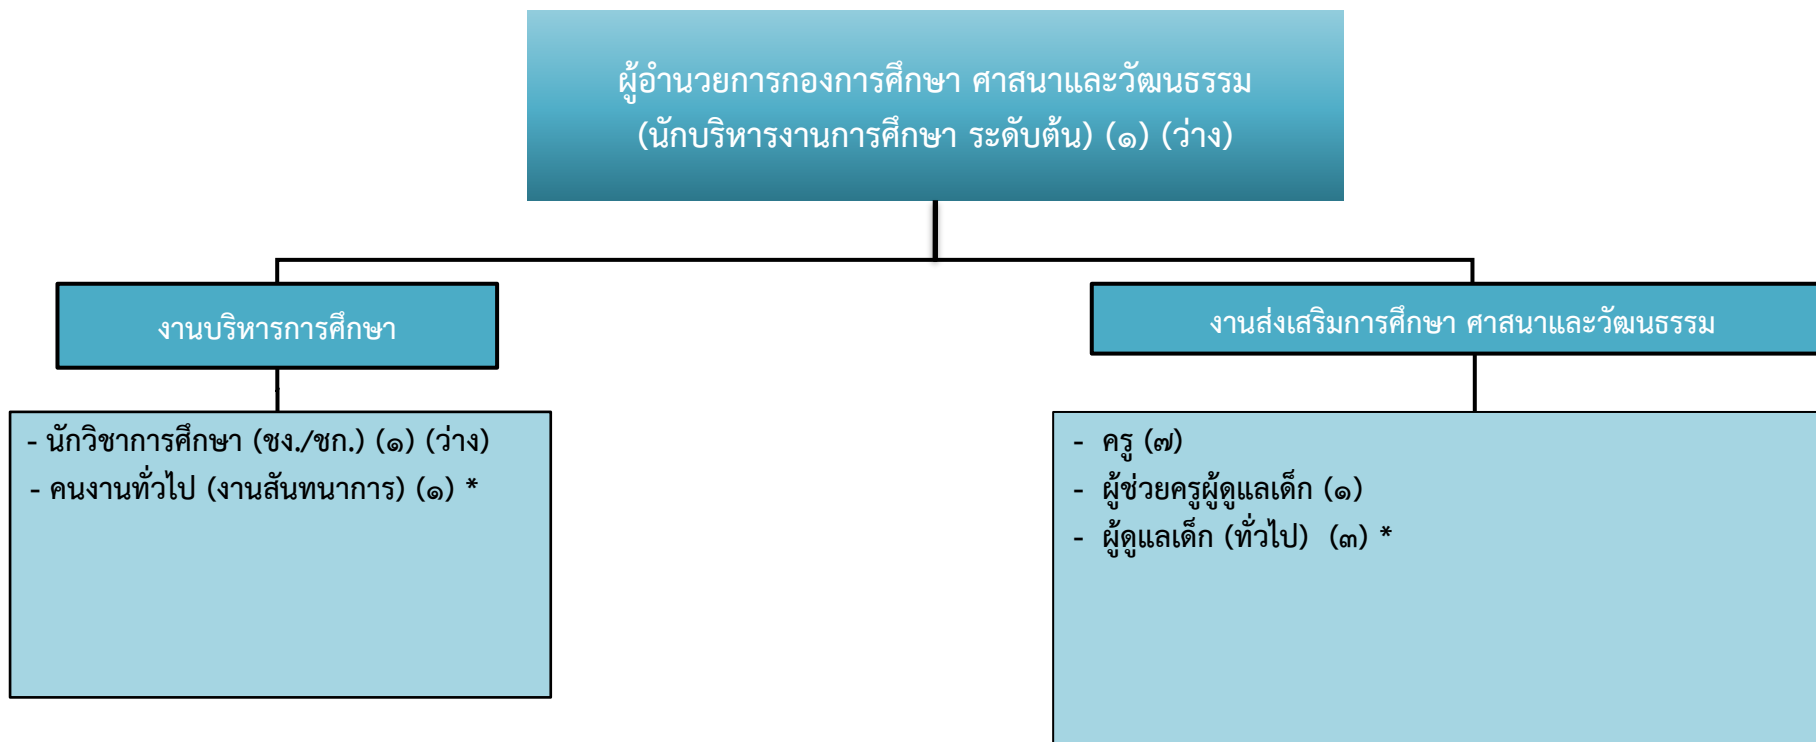 ผู้อำนวยการกองการศึกษา ศาสนาและวัฒนธรรม
(นักบริหารงานการศึกษา ระดับต้น) (๑) (ว่าง)
งานบริหารการศึกษา
- นักวิชาการศึกษา (ชง./ชก.) (๑) (ว่าง)
- คนงานทั่วไป (งานสันทนาการ) (๑) *
งานส่งเสริมการศึกษา ศาสนาและวัฒนธรรม
- ครู (๗)
- ผู้ช่วยครูผู้ดูแลเด็ก (๑)
- ผู้ดูแลเด็ก (ทั่วไป) (๓) *